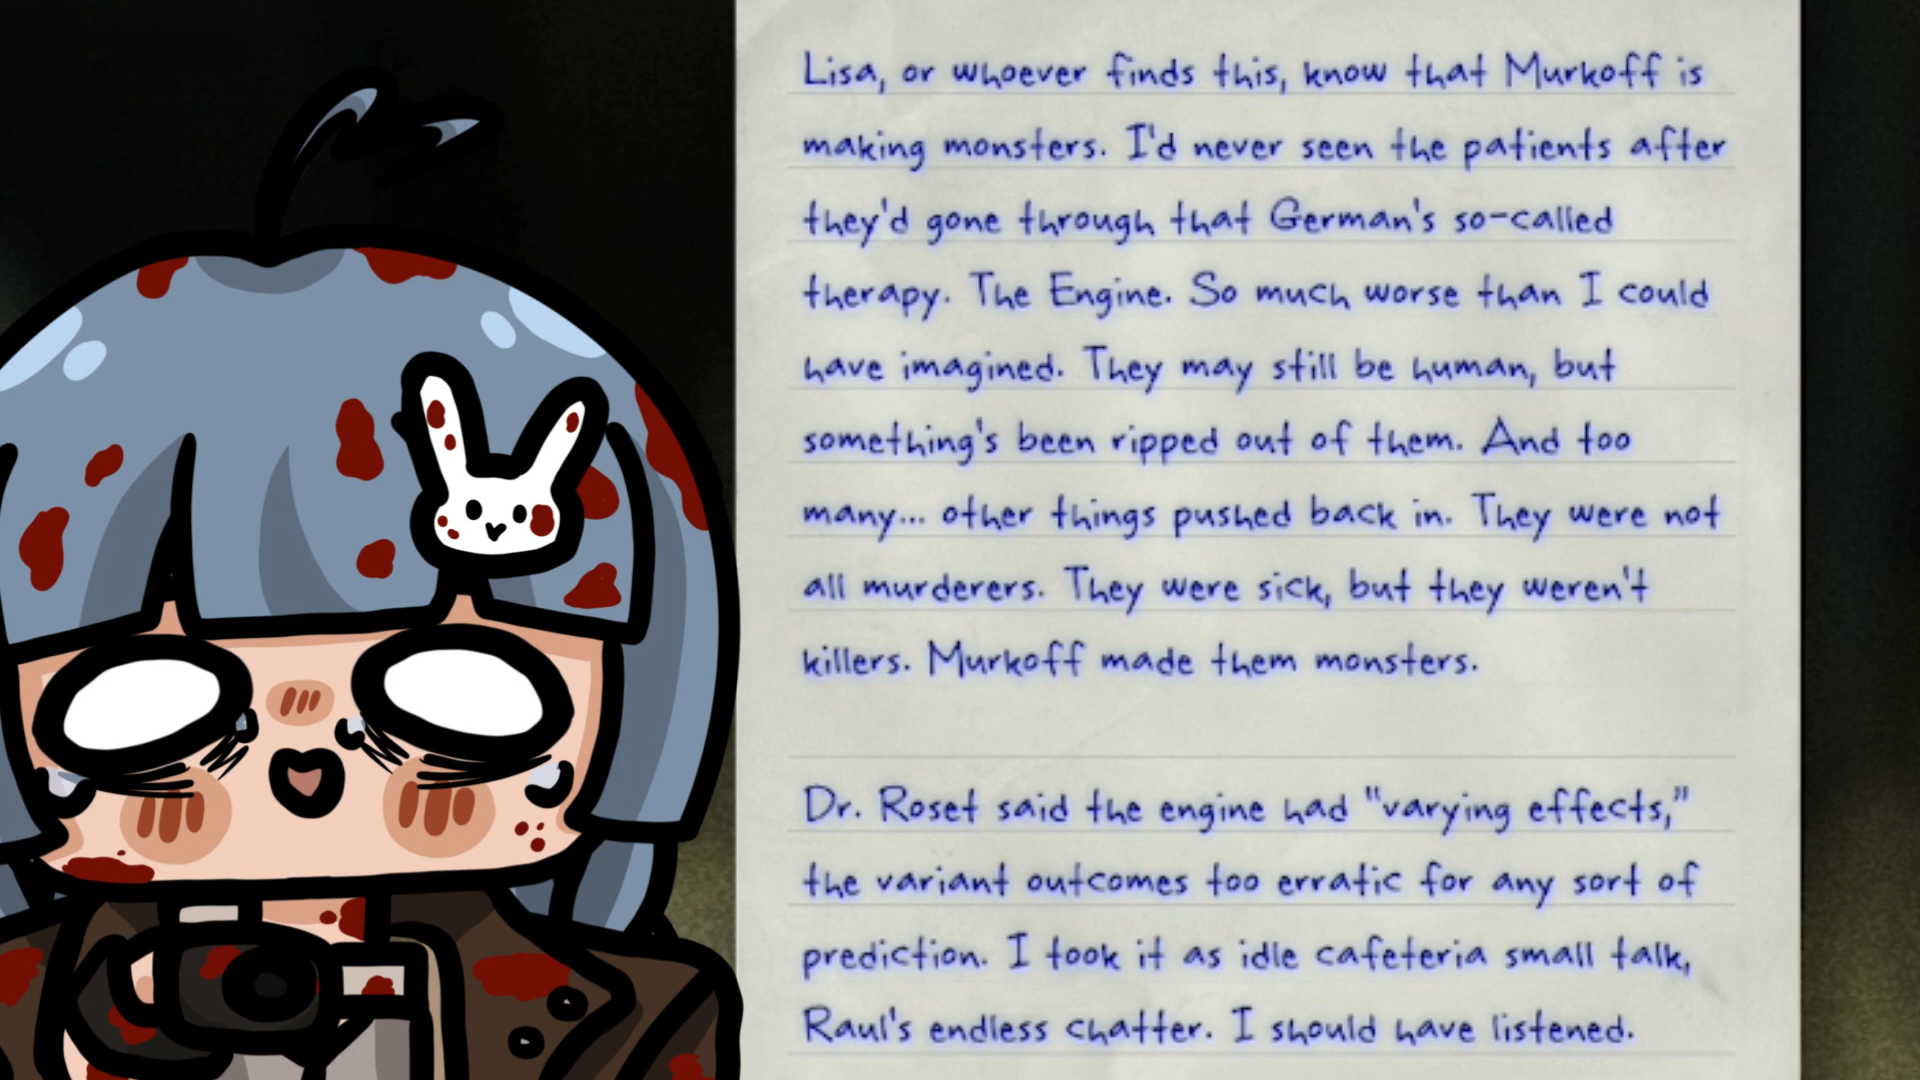 Lisa, or whoever finds this, know that Murkoff is
making monsters. I'd never seen the patients after
they'd gone through that German's so-called
therapy. The Engine. So much worse than I could
have imagined. They may still be human, but
something's been ripped out of them. And too
many... other things pushed back in. They were not
all murderers. They were sick, but they weren't
killers. Murkoff made them monsters.
Dr. Roset said the engine had "varying effects,"
the variant outcomes too erratic for any sort of
prediction. I took it as idle cafeteria small talk,
Raul's endless chatter. I should have listened.